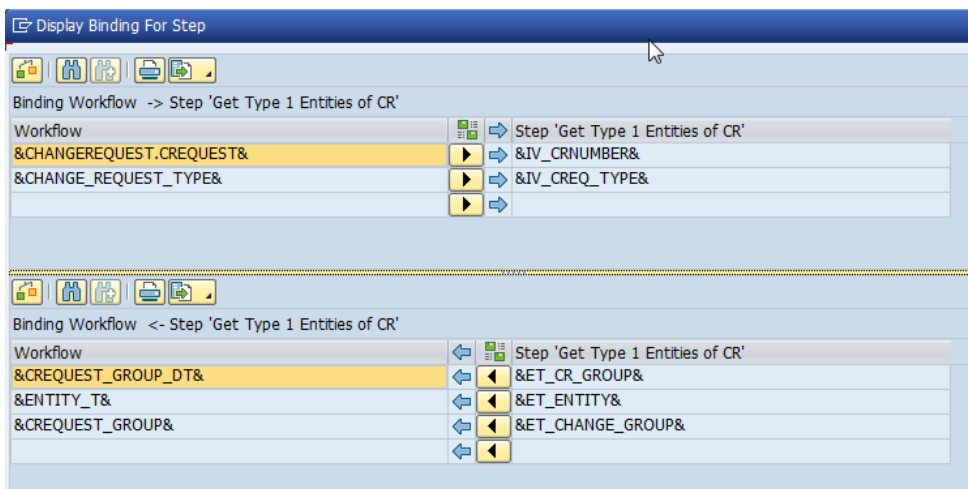 Display Binding For Step
Binding Workflow -> Step 'Get Type 1 Entities of CR'
Workflow Step 'Get Type 1 Entities of CR'
&CHANGEREQUEST.CREQUEST& &IV_CRNUMBER&
&CHANGE_REQUEST_TYPE& &IV_CREQ_TYPE&
Binding Workflow <- Step 'Get Type 1 Entities of CR'
Workflow Step 'Get Type 1 Entities of CR'
&CREQUEST_GROUP_DT& &ET_CR_GROUP&
&ENTITY_T& &ET_ENTITY&
&CREQUEST_GROUP& &ET_CHANGE_GROUP&